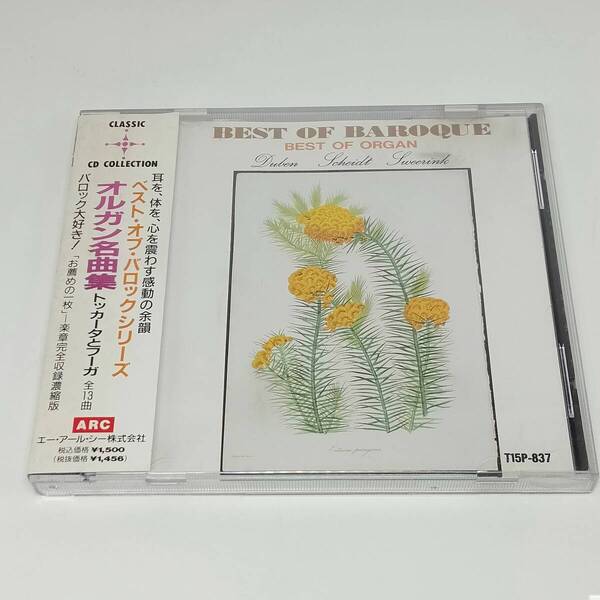 CLASSIC
CD COLLECTION
耳を、体を、心を震わす感動の余韻
ベスト・オブ・バロックシリーズ
オルガン名曲集 トッカータとフーガ 全13曲
バロック大好き!「お薦めの一枚」―楽章完全収録濃縮版
ARC
エー・アール・シー株式会社
税込価格 ¥1,500
(税抜価格 ¥1,456)
BEST OF BAROQUE
BEST OF ORGAN
Duben Scheidt Sweerink
T15P-837